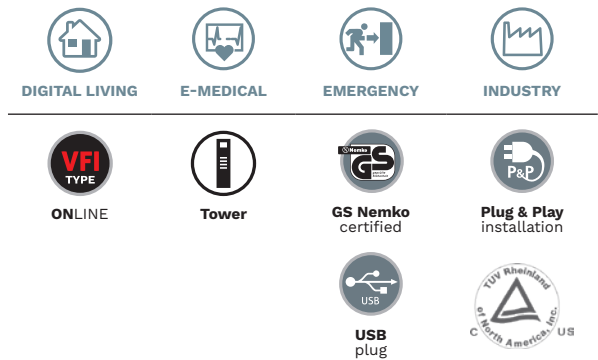 DIGITAL LIVING
E-MEDICAL
EMERGENCY
INDUSTRY
VFI
TYPE
ONLINE
Tower
Nemko
GS
GS Nemko
certified
P&P
Plug & Play
installation
USB
USB
plug
TUV Rheinland
of North America, Inc.
C US